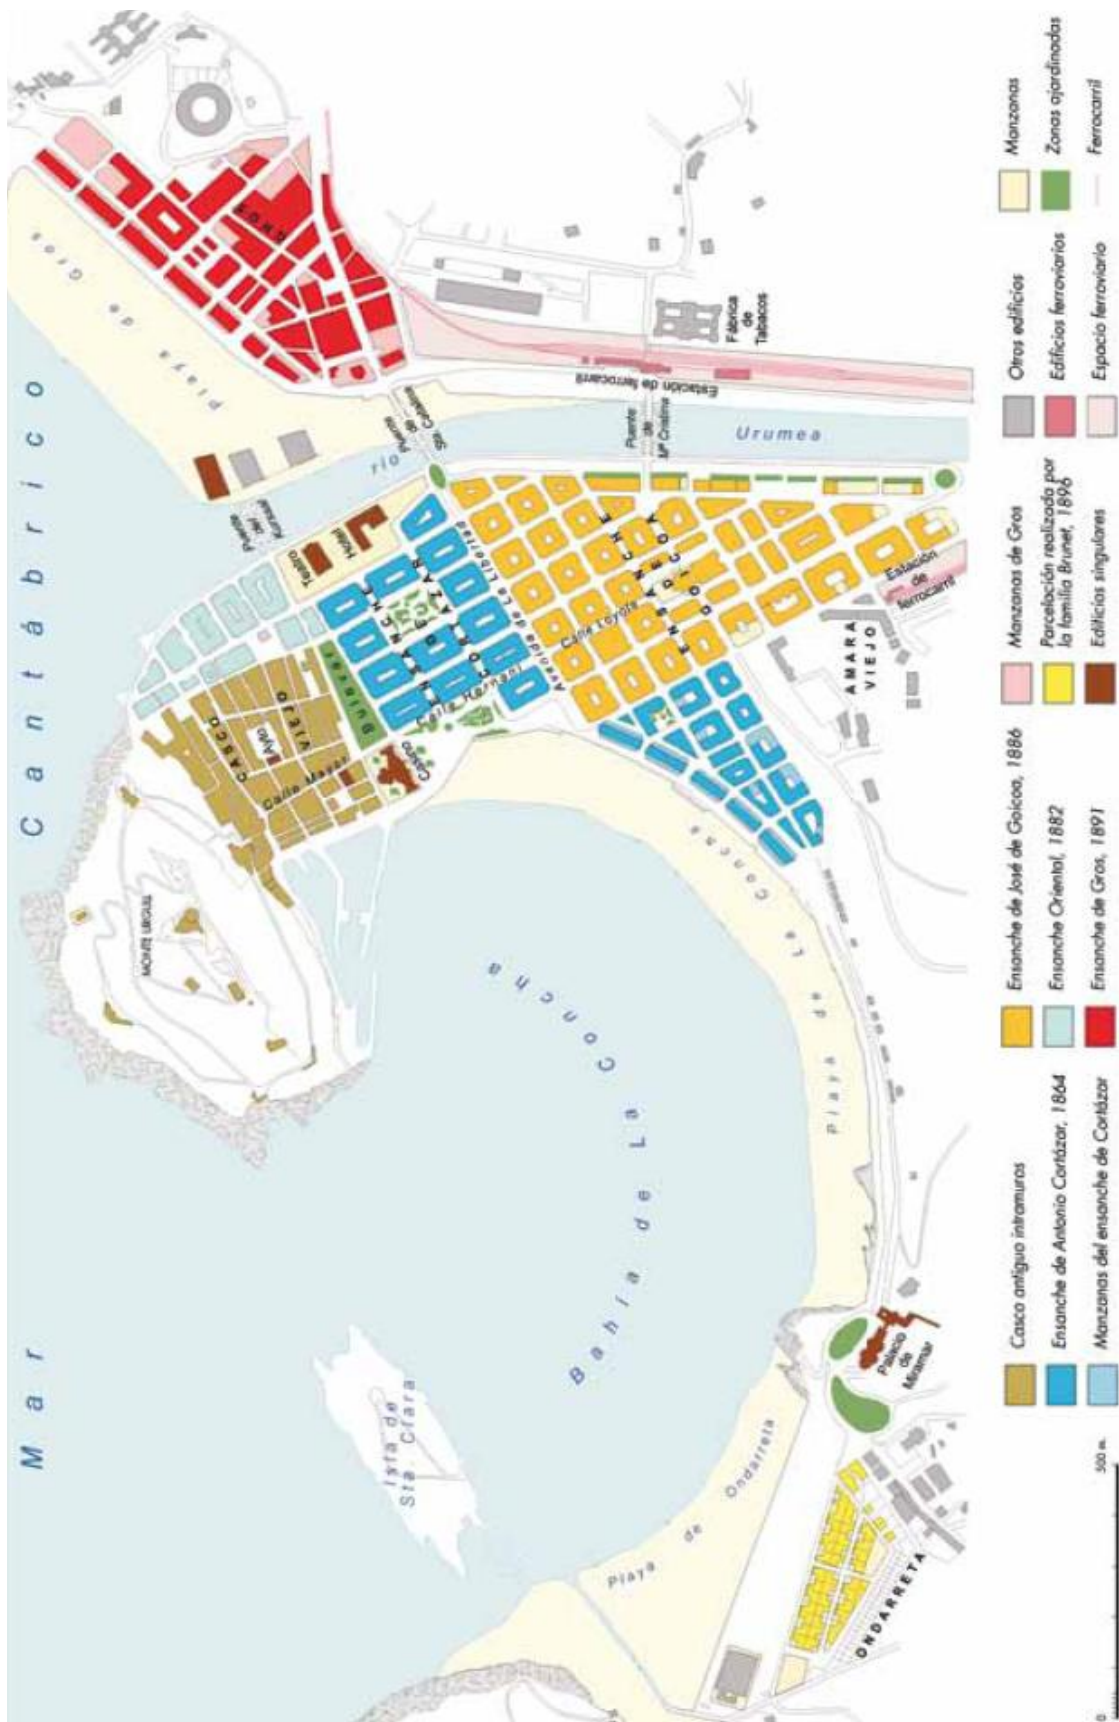 Mar Cantábrico
Playa de Gros
GROS
MONTE URGULL
CASCO
VIEJO
Ayto
Calle Mayor
Bulevar
Casino
Teatro
Hotel
Puente
del
Kursaal
río
Urumea
Puente
de
Sta. Catalina
ENSANCHE
DE
CORTAZAR
Calle Hernani
Avenida de La Libertad
Calle Loyola
ENSANCHE
GOICOA
Puente
de
Mª Cristina
Estación de ferrocarril
Fábrica
de
Tabacos
Estación
de
ferrocarril
AMARA
VIEJO
Bahía de La Concha
Playa de La Concha
Isla de
Sta. Clara
Playa de Ondarreta
Palacio
de
Miramar
ONDARRETA
0
500 m.
Casco antiguo intramuros
Ensanche de Antonio Cortázar, 1864
Manzanas del ensanche de Cortázar
Ensanche de José de Goicoa, 1886
Ensanche Oriental, 1882
Ensanche de Gros, 1891
Manzanas de Gros
Parcelación realizada por
la familia Brunet, 1896
Edificios singulares
Otros edificios
Edificios ferroviarios
Espacio ferroviario
Manzanas
Zonas ajardinadas
Ferrocarril